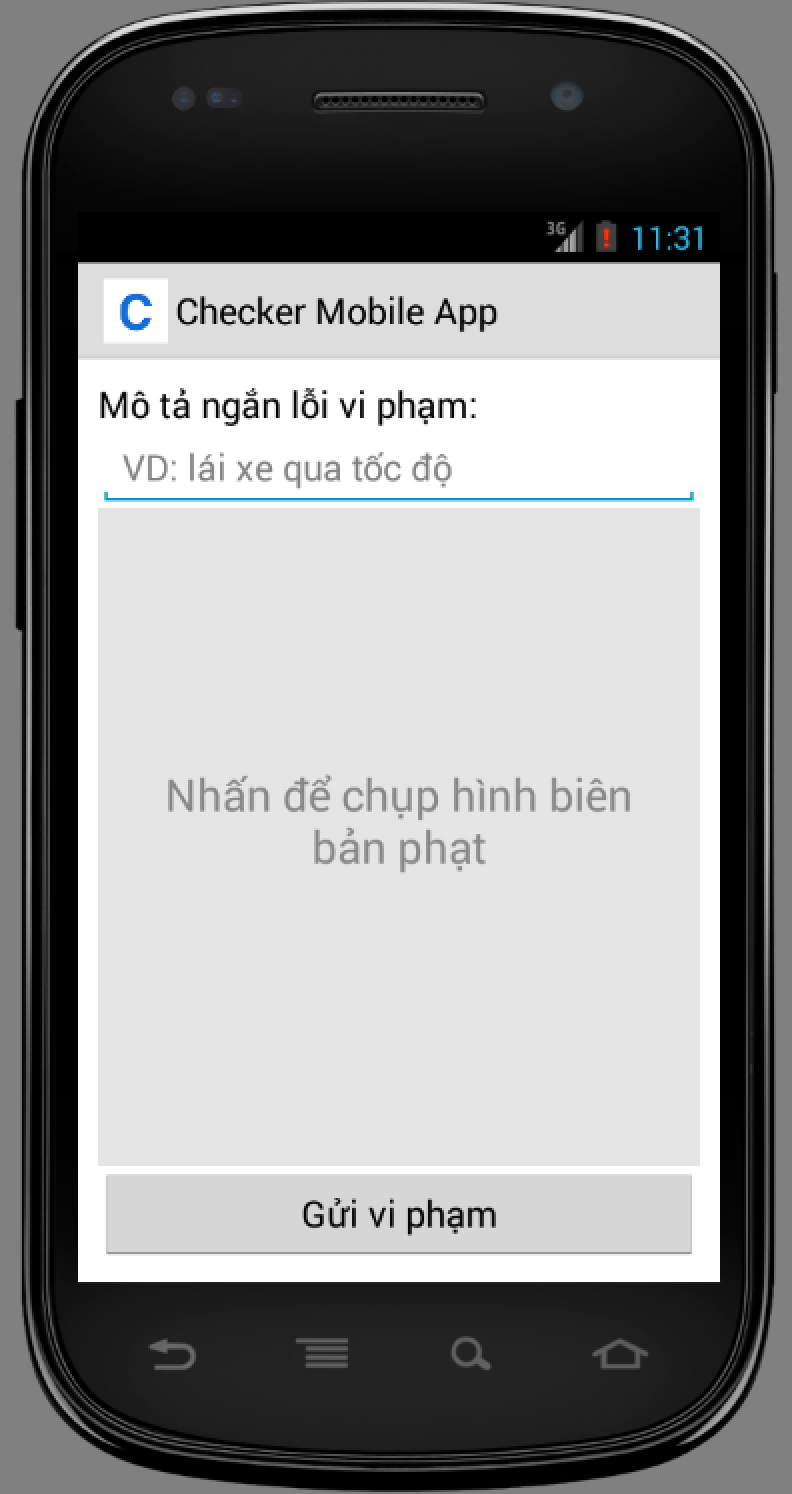 3G 11:31
C Checker Mobile App
Mô tả ngắn lỗi vi phạm:
VD: lái xe qua tốc độ
Nhấn để chụp hình biên
bản phạt
Gửi vi phạm